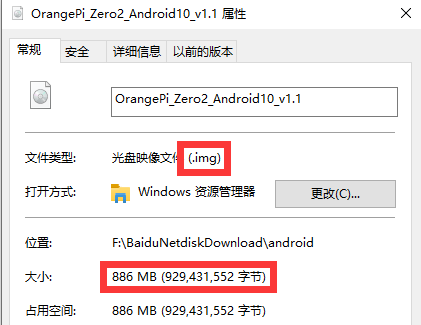 OrangePi_Zero2_Android10_v1.1 属性
常规 安全 详细信息 以前的版本
OrangePi_Zero2_Android10_v1.1
文件类型: 光盘映像文件 (.img)
打开方式: Windows 资源管理器 更改(C)...
位置: F:\BaiduNetdiskDownload\android
大小: 886 MB (929,431,552 字节)
占用空间: 886 MB (929,431,552 字节)